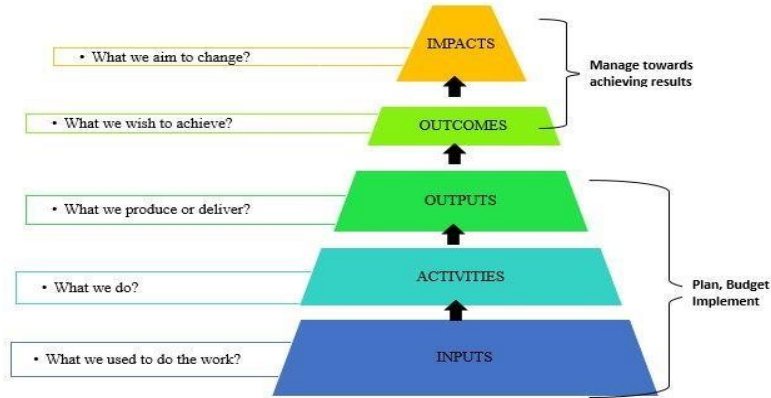 IMPACTS
• What we aim to change?
Manage towards
achieving results
• What we wish to achieve?
OUTCOMES
OUTPUTS
• What we produce or deliver?
ACTIVITIES
• What we do?
Plan, Budget
Implement
INPUTS
• What we used to do the work?